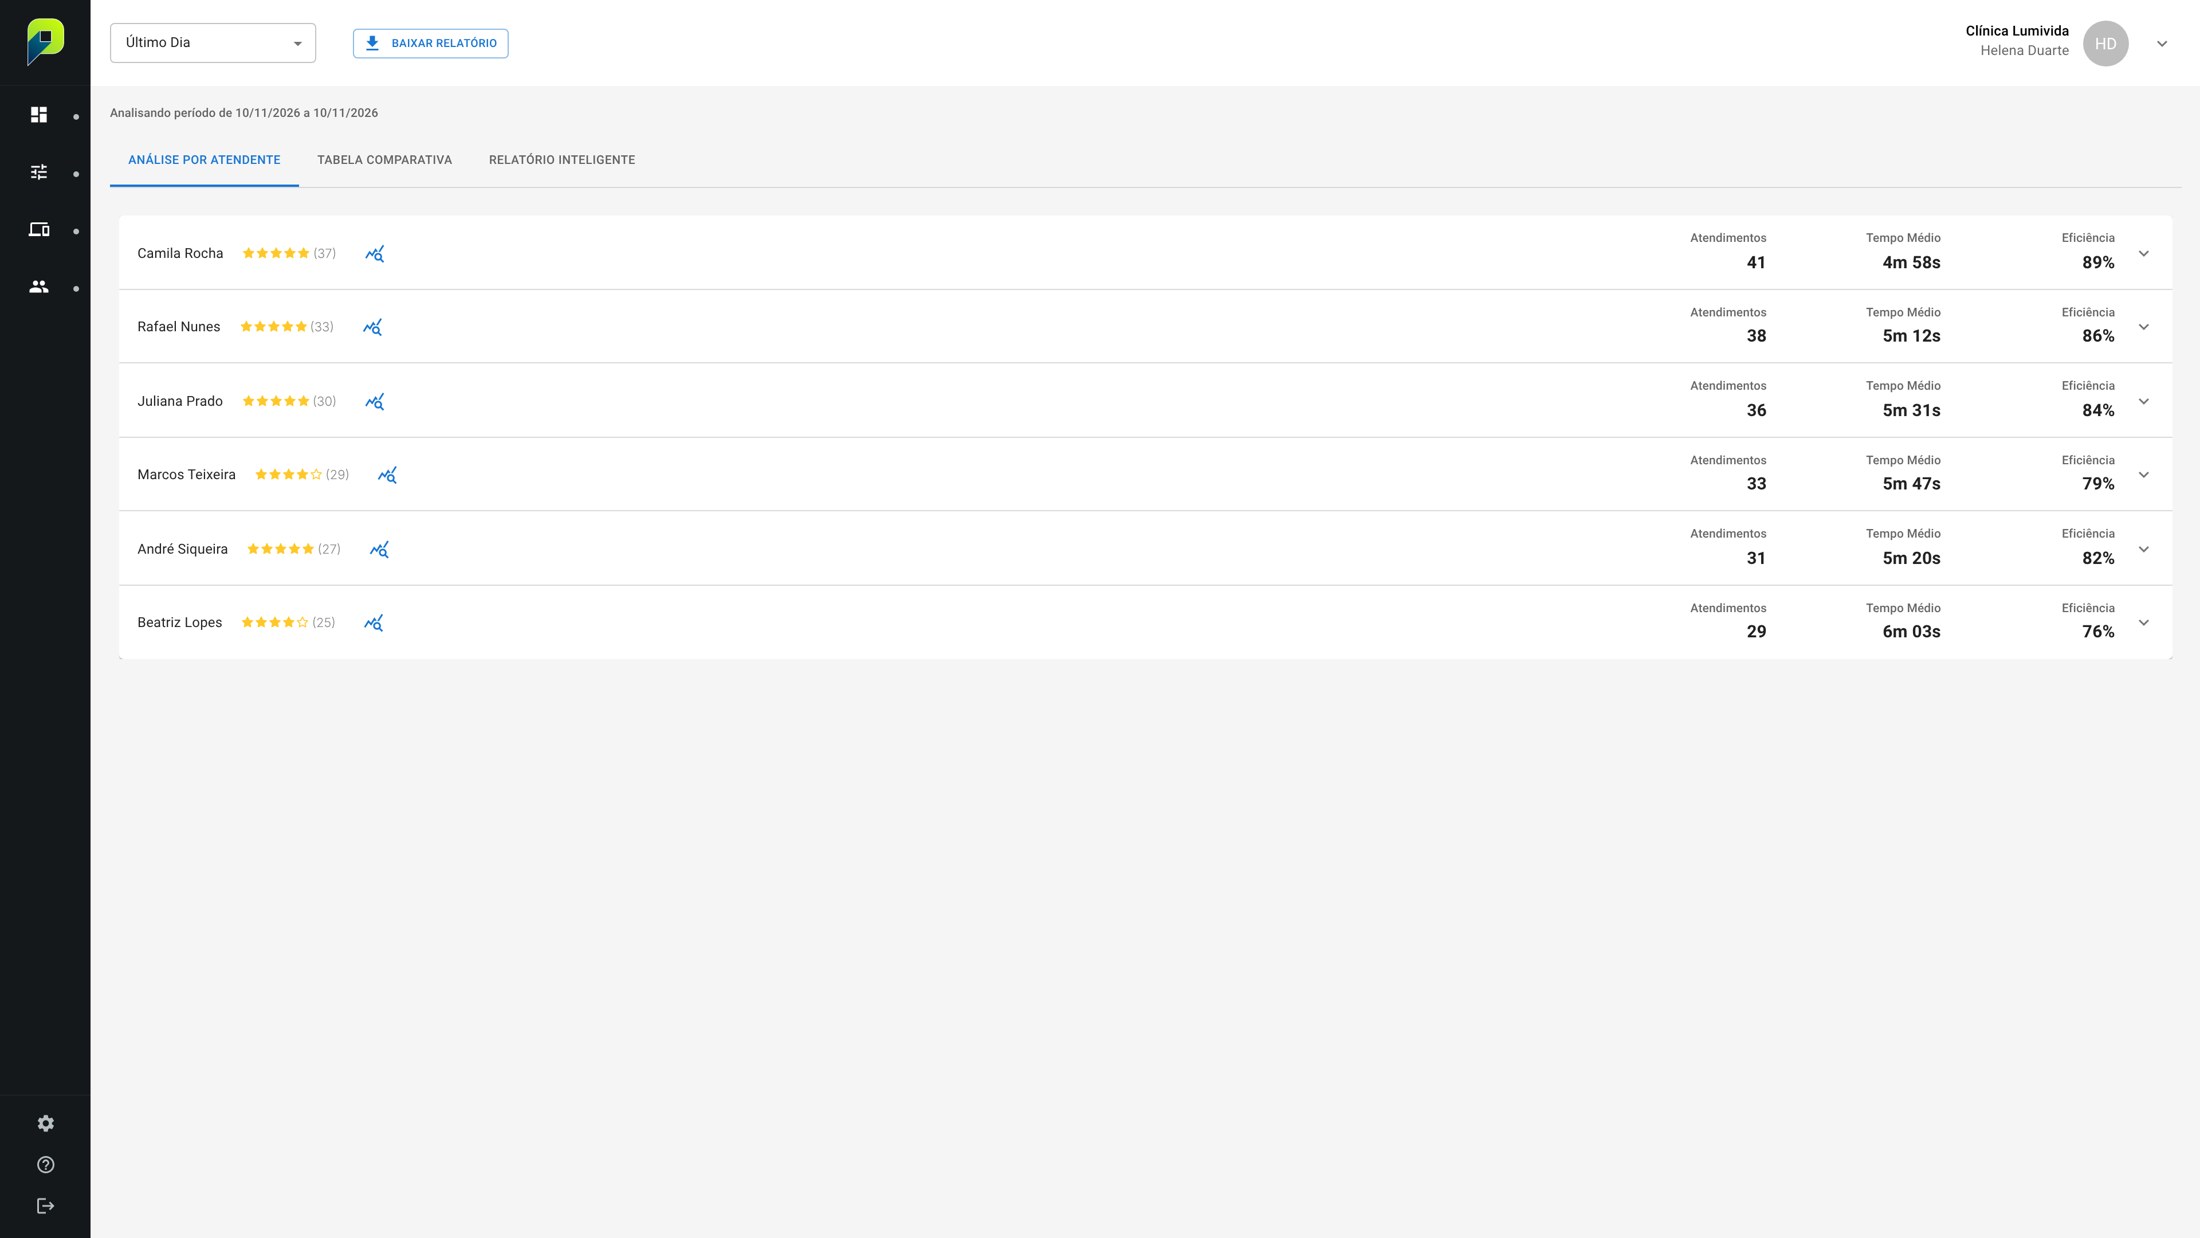 Último Dia
BAIXAR RELATÓRIO
Clínica Lumivida
Helena Duarte
HD
Analisando período de 10/11/2026 a 10/11/2026
ANÁLISE POR ATENDENTE TABELA COMPARATIVA RELATÓRIO INTELIGENTE
Camila Rocha (37) Atendimentos Tempo Médio Eficiência
41 4m 58s 89%
Rafael Nunes (33) Atendimentos Tempo Médio Eficiência
38 5m 12s 86%
Juliana Prado (30) Atendimentos Tempo Médio Eficiência
36 5m 31s 84%
Marcos Teixeira (29) Atendimentos Tempo Médio Eficiência
33 5m 47s 79%
André Siqueira (27) Atendimentos Tempo Médio Eficiência
31 5m 20s 82%
Beatriz Lopes (25) Atendimentos Tempo Médio Eficiência
29 6m 03s 76%